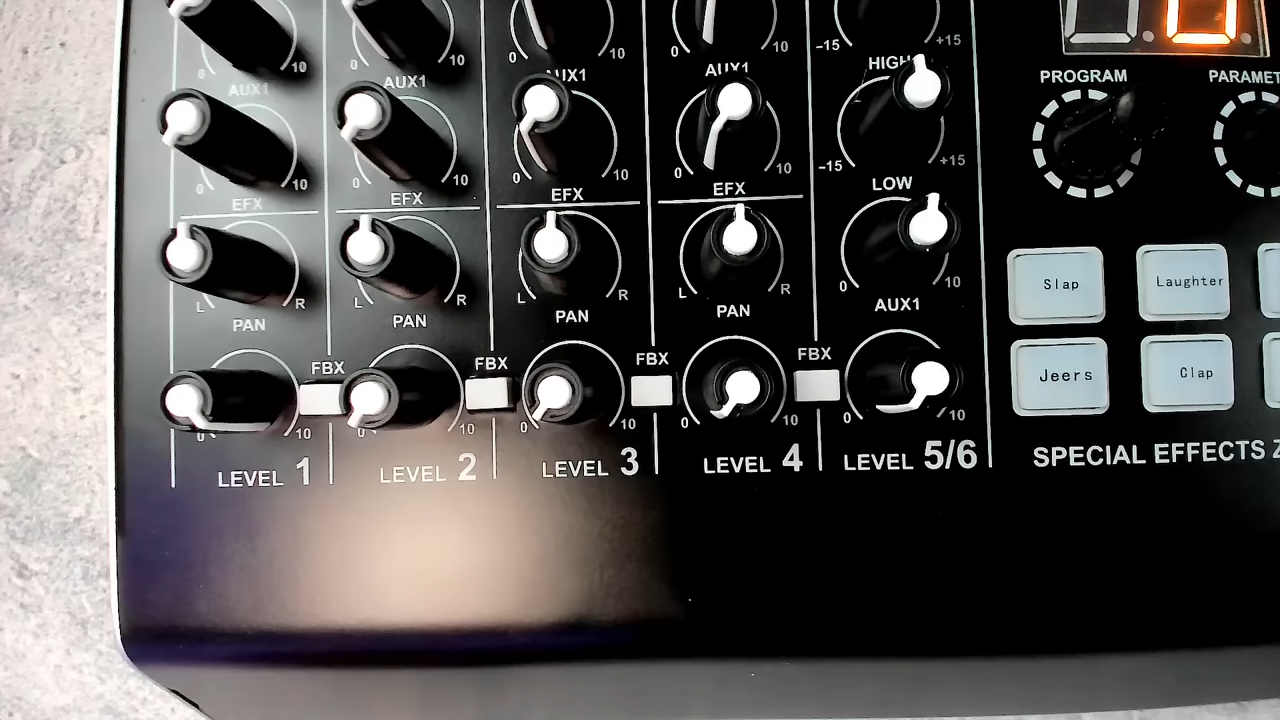 0 10 0 10 0 10 0 10 -15 +15
AUX1 AUX1 AUX1 AUX1 HIGH PROGRAM PARAMET
0 10 0 10 0 10 0 10 -15 +15
EFX EFX EFX EFX LOW
L R L R L R L R 0 10
PAN PAN PAN PAN AUX1
Slap Laughter
FBX FBX FBX FBX
Jeers Clap
0 10 0 10 0 10 0 10 0 10
LEVEL 1 LEVEL 2 LEVEL 3 LEVEL 4 LEVEL 5/6
SPECIAL EFFECTS